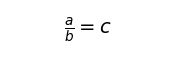 a/b = c